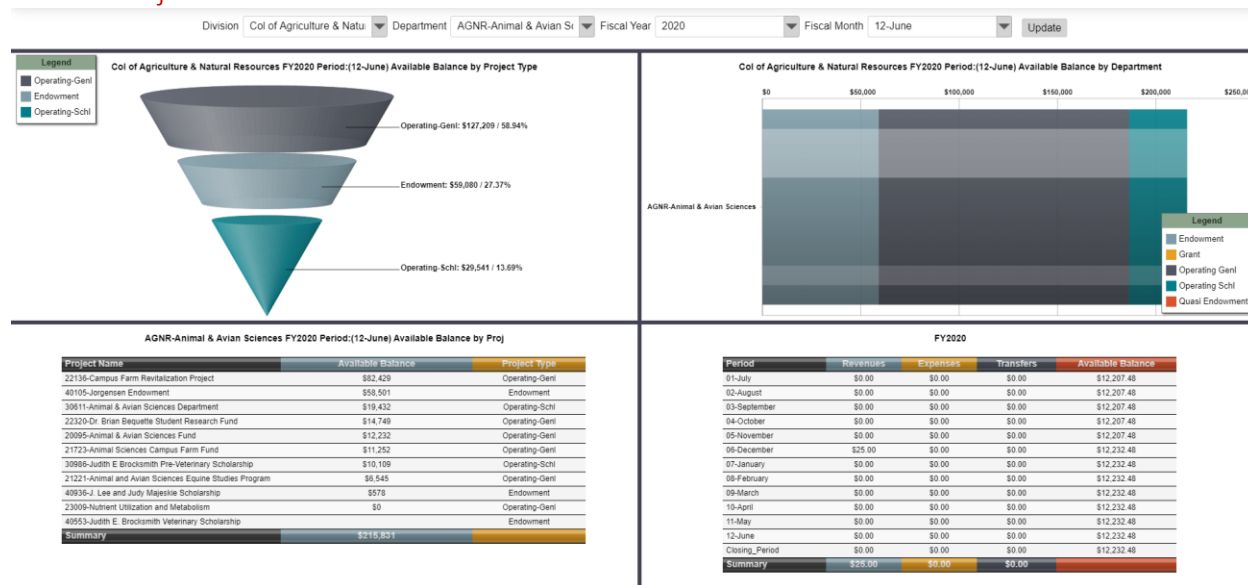 Division Col of Agriculture & Natu Department AGNR-Animal & Avian Sc Fiscal Year 2020 Fiscal Month 12-June Update
Legend
Operating-Genl
Endowment
Operating-Schl
Col of Agriculture & Natural Resources FY2020 Period:(12-June) Available Balance by Project Type
Operating-Genl: $127,209 / 58.94%
Endowment: $59,080 / 27.37%
Operating-Schl: $29,541 / 13.69%
Col of Agriculture & Natural Resources FY2020 Period:(12-June) Available Balance by Department
$0 $50,000 $100,000 $150,000 $200,000 $250,00
AGNR-Animal & Avian Sciences
Legend
Endowment
Grant
Operating Genl
Operating Schl
Quasi Endowment
AGNR-Animal & Avian Sciences FY2020 Period:(12-June) Available Balance by Proj
Project Name Available Balance Project Type
22136-Campus Farm Revitalization Project $82,429 Operating-Genl
40105-Jorgensen Endowment $58,501 Endowment
30611-Animal & Avian Sciences Department $19,432 Operating-Schl
22320-Dr. Brian Bequette Student Research Fund $14,749 Operating-Genl
20095-Animal & Avian Sciences Fund $12,232 Operating-Genl
21723-Animal Sciences Campus Farm Fund $11,252 Operating-Genl
30986-Judith E Brocksmith Pre-Veterinary Scholarship $10,109 Operating-Schl
21221-Animal and Avian Sciences Equine Studies Program $6,545 Operating-Genl
40936-J. Lee and Judy Majeskie Scholarship $578 Endowment
23009-Nutrient Utilization and Metabolism $0 Operating-Genl
40553-Judith E. Brocksmith Veterinary Scholarship Endowment
Summary $215,831
FY2020
Period Revenues Expenses Transfers Available Balance
01-July $0.00 $0.00 $0.00 $12,207.48
02-August $0.00 $0.00 $0.00 $12,207.48
03-September $0.00 $0.00 $0.00 $12,207.48
04-October $0.00 $0.00 $0.00 $12,207.48
05-November $0.00 $0.00 $0.00 $12,207.48
06-December $25.00 $0.00 $0.00 $12,232.48
07-January $0.00 $0.00 $0.00 $12,232.48
08-February $0.00 $0.00 $0.00 $12,232.48
09-March $0.00 $0.00 $0.00 $12,232.48
10-April $0.00 $0.00 $0.00 $12,232.48
11-May $0.00 $0.00 $0.00 $12,232.48
12-June $0.00 $0.00 $0.00 $12,232.48
Closing_Period $0.00 $0.00 $0.00 $12,232.48
Summary $25.00 $0.00 $0.00